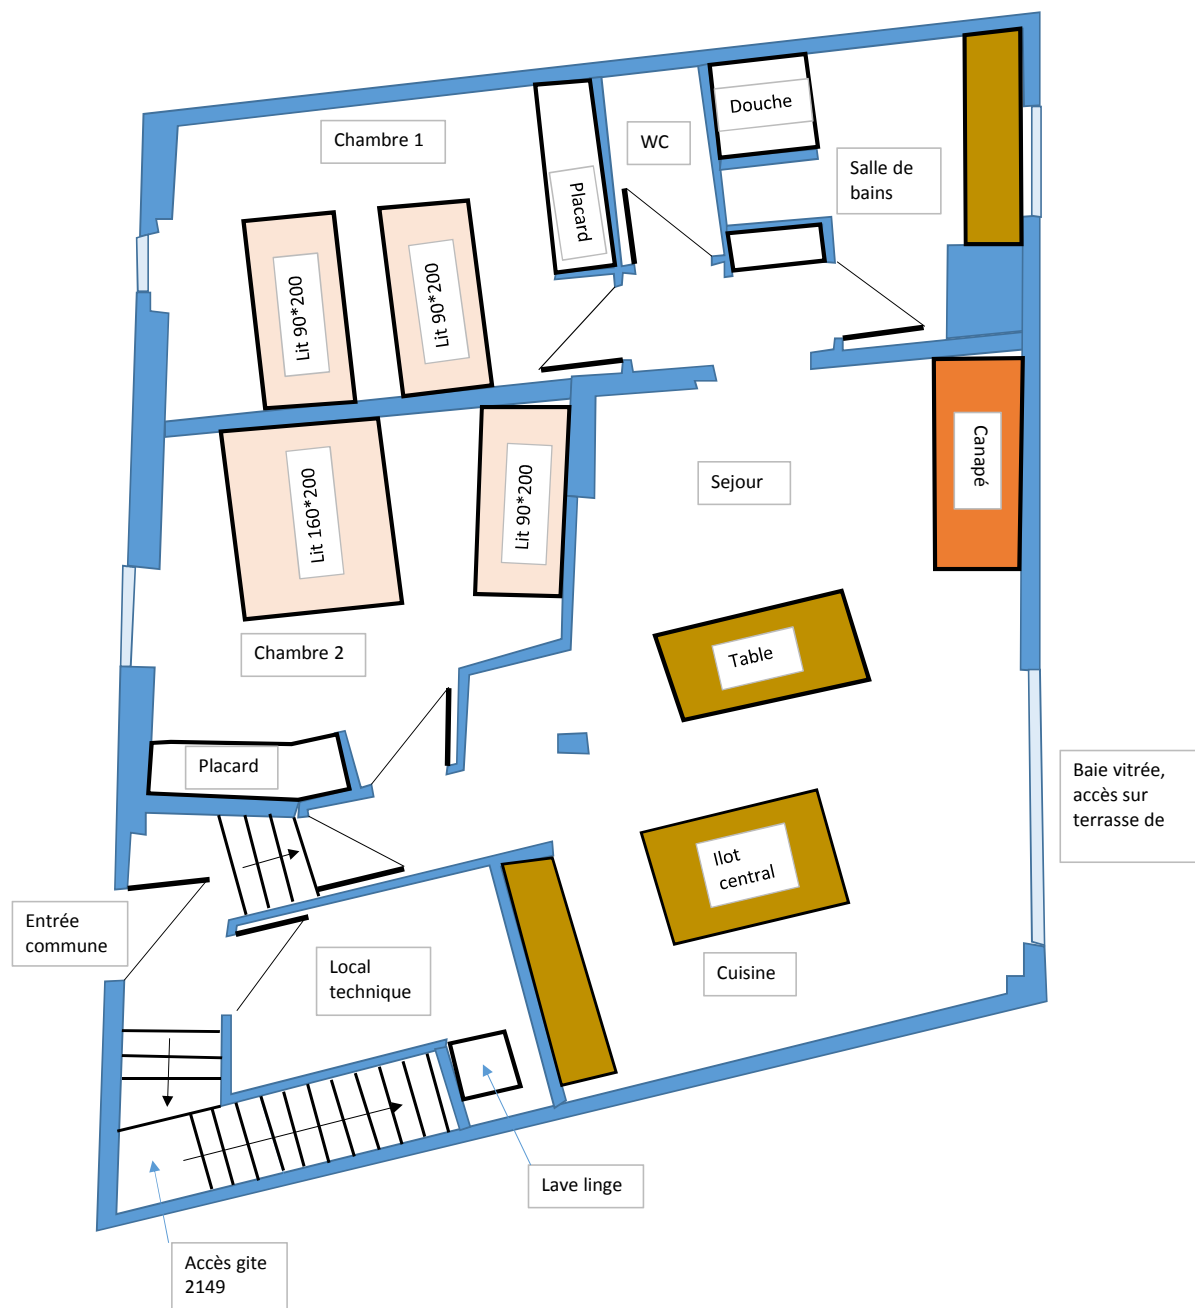 Douche
Chambre 1
WC
Salle de
bains
Placard
Lit 90*200
Lit 90*200
Canapé
Sejour
Lit 160*200
Lit 90*200
Chambre 2
Table
Placard
Baie vitrée,
accès sur
terrasse de
Ilot
central
Entrée
commune
Local
technique
Cuisine
Lave linge
Accès gite
2149